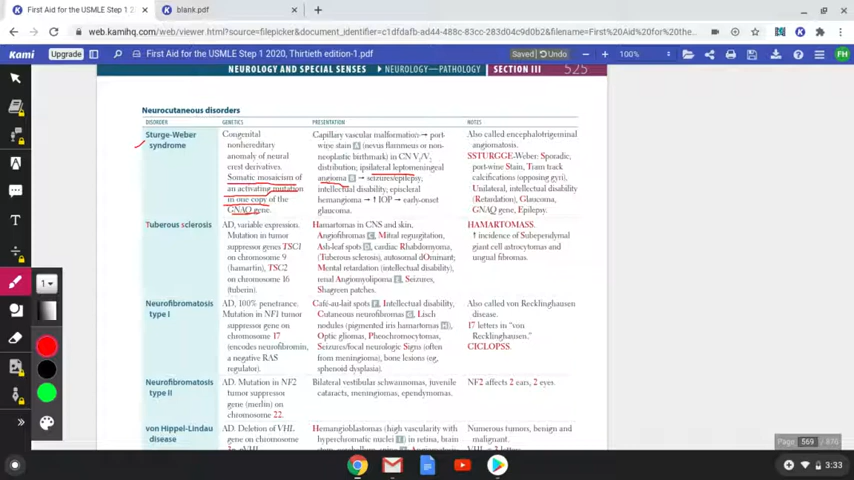 First Aid for the USMLE Step 1
blank.pdf
web.kamihq.com/web/viewer.html?source=filepicker&document_identifier=c1dfdafb-ad44-488c-83cc-283d04c9d0b2&filename=First%20Aid%20for%20the...
Kami Upgrade First Aid for the USMLE Step 1 2020, Thirtieth edition-1.pdf Saved Undo 100% FH
NEUROLOGY AND SPECIAL SENSES NEUROLOGY—PATHOLOGY SECTION III 525
Neurocutaneous disorders
DISORDER GENETICS PRESENTATION NOTES
Sturge-Weber syndrome
Congenital
nonhereditary
anomaly of neural
crest derivatives.
Somatic mosaicism of
an activating mutation
in one copy of the
GNAQ gene.
Capillary vascular malformation → port-
wine stain A (nevus flammeus or non-
neoplastic birthmark) in CN V1/V2
distribution; ipsilateral leptomeningeal
angioma B → seizures/epilepsy;
intellectual disability; episcleral
hemangioma → ↑ IOP → early-onset
glaucoma.
Also called encephalotrigeminal
angiomatosis.
SSTURGGE-Weber: Sporadic,
port-wine Stain, Tram track
calcifications (opposing gyri),
Unilateral, intellectual disability
(Retardation), Glaucoma,
GNAQ gene, Epilepsy.
Tuberous sclerosis
AD, variable expression.
Mutation in tumor
suppressor genes TSC1
on chromosome 9
(hamartin), TSC2
on chromosome 16
(tuberin).
Hamartomas in CNS and skin,
Angiofibromas C, Mitral regurgitation,
Ash-leaf spots D, cardiac Rhabdomyoma,
(Tuberous sclerosis), autosomal dOminant;
Mental retardation (intellectual disability),
renal Angiomyolipoma E, Seizures,
Shagreen patches.
HAMARTOMASS.
↑ incidence of Subependymal
giant cell astrocytomas and
ungual fibromas.
Neurofibromatosis
type I
AD, 100% penetrance.
Mutation in NF1 tumor
suppressor gene on
chromosome 17
(encodes neurofibromin,
a negative RAS
regulator).
Café-au-lait spots F, Intellectual disability,
Cutaneous neurofibromas G, Lisch
nodules (pigmented iris hamartomas H),
Optic gliomas, Pheochromocytomas,
Seizures/focal neurologic Signs (often
from meningioma), bone lesions (eg,
sphenoid dysplasia).
Also called von Recklinghausen
disease.
17 letters in "von
Recklinghausen."
CICLOPSS.
Neurofibromatosis
type II
AD. Mutation in NF2
tumor suppressor
gene (merlin) on
chromosome 22.
Bilateral vestibular schwannomas, juvenile
cataracts, meningiomas, ependymomas.
NF2 affects 2 ears, 2 eyes.
von Hippel-Lindau
disease
AD. Deletion of VHL
gene on chromosome
Hemangioblastomas (high vascularity with
hyperchromatic nuclei I in retina, brain
Numerous tumors, benign and
malignant.
Page 569 / 870
3:33